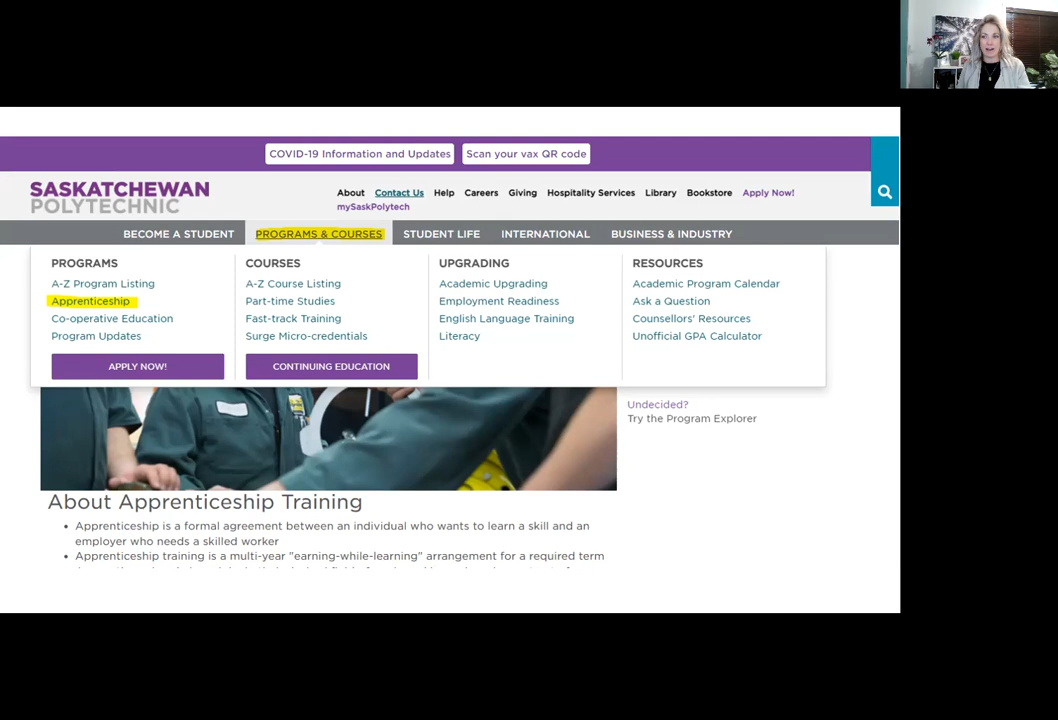 COVID-19 Information and Updates
Scan your vax QR code
SASKATCHEWAN
POLYTECHNIC
About Contact Us Help Careers Giving Hospitality Services Library Bookstore Apply Now!
mySaskPolytech
BECOME A STUDENT PROGRAMS & COURSES STUDENT LIFE INTERNATIONAL BUSINESS & INDUSTRY
PROGRAMS
A-Z Program Listing
Apprenticeship
Co-operative Education
Program Updates
APPLY NOW!
COURSES
A-Z Course Listing
Part-time Studies
Fast-track Training
Surge Micro-credentials
CONTINUING EDUCATION
UPGRADING
Academic Upgrading
Employment Readiness
English Language Training
Literacy
RESOURCES
Academic Program Calendar
Ask a Question
Counsellors' Resources
Unofficial GPA Calculator
Undecided?
Try the Program Explorer
About Apprenticeship Training
• Apprenticeship is a formal agreement between an individual who wants to learn a skill and an
employer who needs a skilled worker
• Apprenticeship training is a multi-year "earning-while-learning" arrangement for a required term